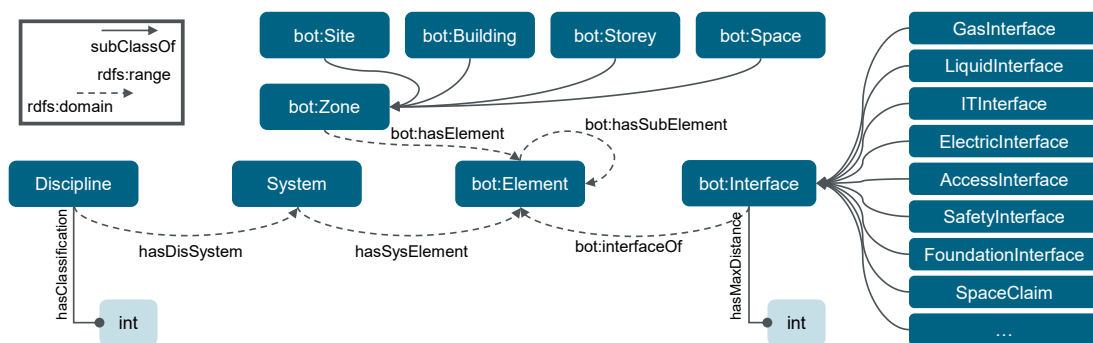 subClassOf
rdfs:range
rdfs:domain
bot:Site
bot:Building
bot:Storey
bot:Space
bot:Zone
bot:hasElement
bot:hasSubElement
Discipline
System
bot:Element
bot:Interface
hasDisSystem
hasSysElement
bot:interfaceOf
hasClassification
hasMaxDistance
int
int
GasInterface
LiquidInterface
ITInterface
ElectricInterface
AccessInterface
SafetyInterface
FoundationInterface
SpaceClaim
…